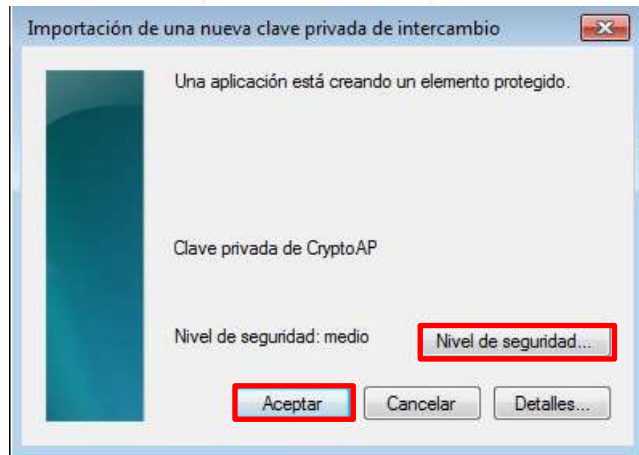 Importación de una nueva clave privada de intercambio
Una aplicación está creando un elemento protegido.
Clave privada de CryptoAP
Nivel de seguridad: medio
Nivel de seguridad...
Aceptar
Cancelar
Detalles...